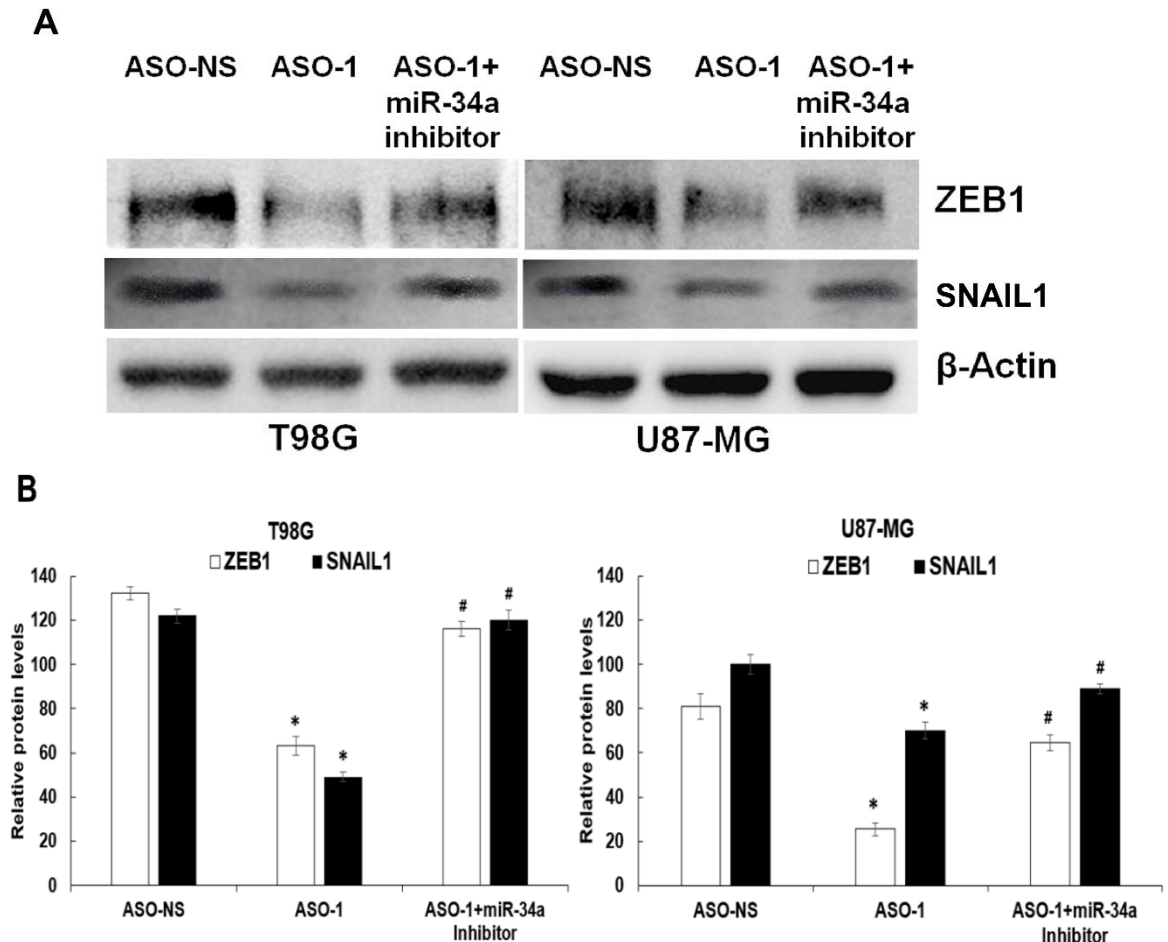 A
ASO-NS ASO-1 ASO-1+ miR-34a inhibitor ASO-NS ASO-1 ASO-1+ miR-34a inhibitor
ZEB1
SNAIL1
β-Actin
T98G U87-MG
B
T98G
ZEB1 SNAIL1
Relative protein levels
140
120
100
80
60
40
20
0
* * # #
ASO-NS ASO-1 ASO-1+miR-34a Inhibitor
U87-MG
ZEB1 SNAIL1
Relative protein levels
140
120
100
80
60
40
20
0
* * # #
ASO-NS ASO-1 ASO-1+miR-34a Inhibitor